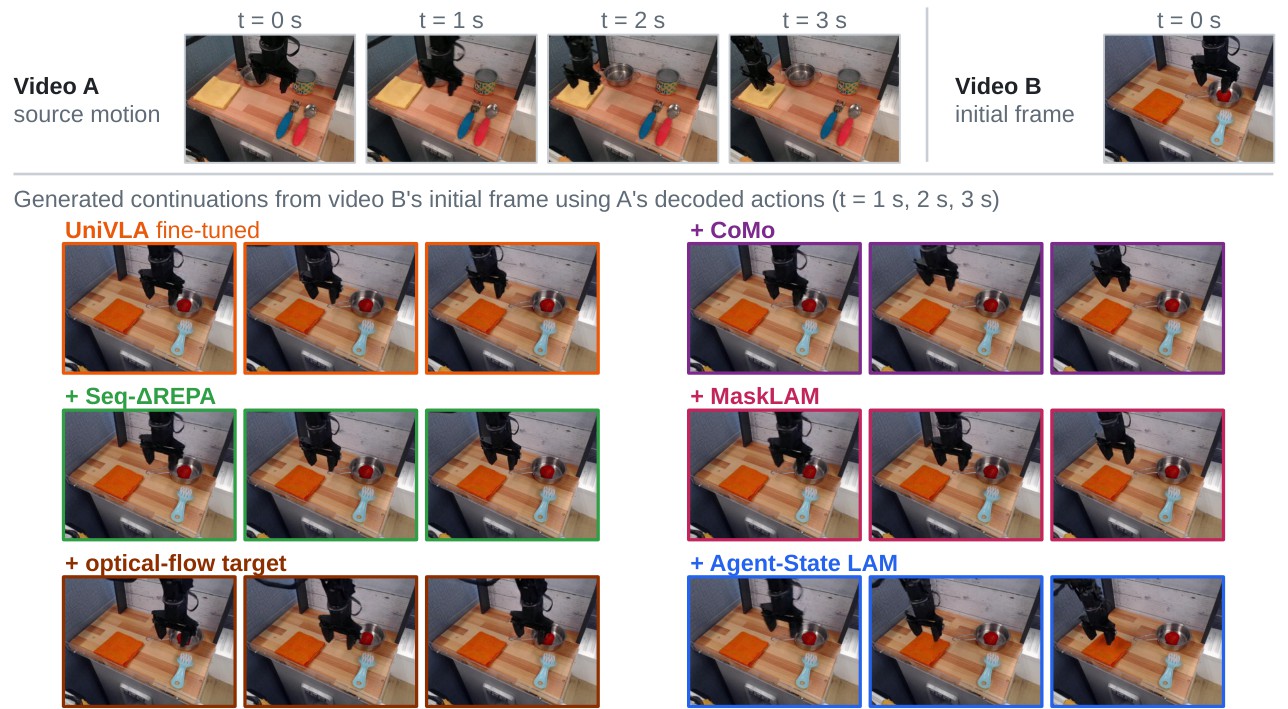 t = 0 s t = 1 s t = 2 s t = 3 s t = 0 s
Video A
source motion
Video B
initial frame
Generated continuations from video B's initial frame using A's decoded actions (t = 1 s, 2 s, 3 s)
UniVLA fine-tuned
+ CoMo
+ Seq-ΔREPA
+ MaskLAM
+ optical-flow target
+ Agent-State LAM